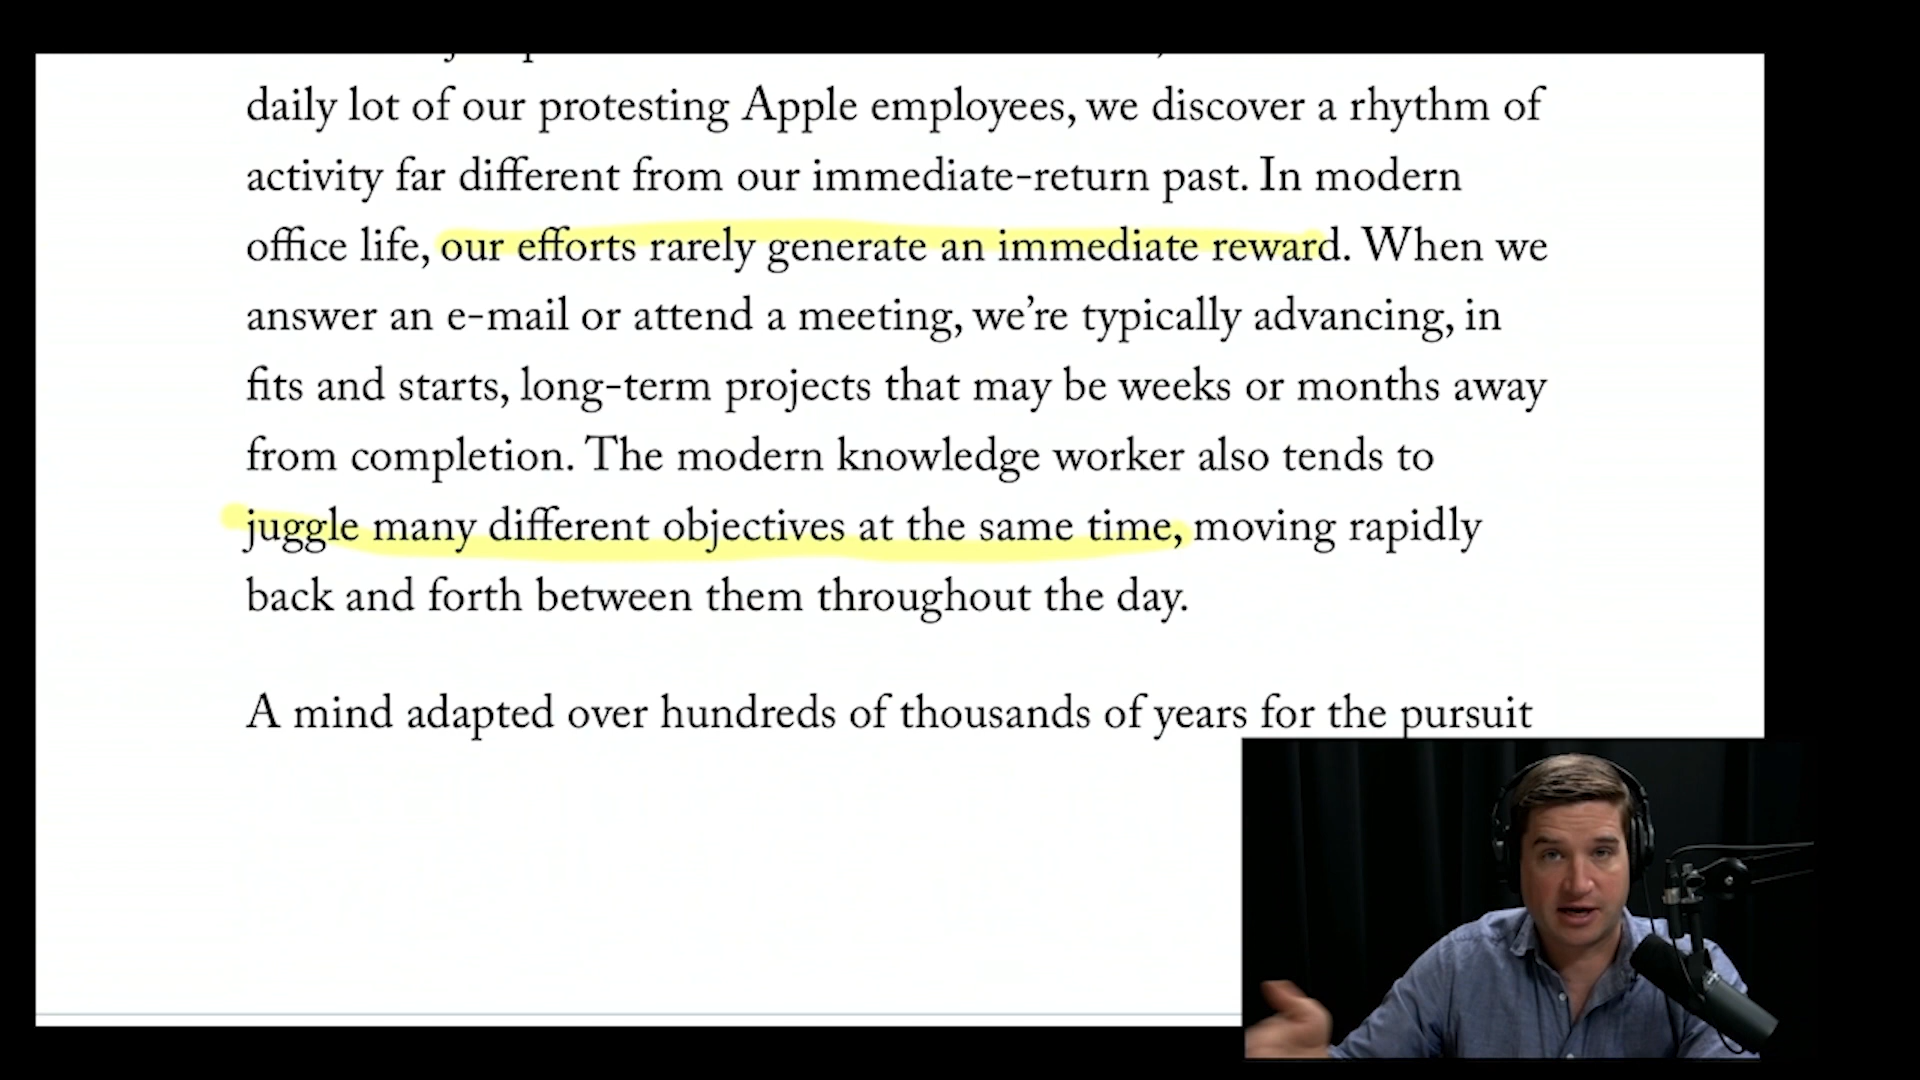 daily lot of our protesting Apple employees, we discover a rhythm of
activity far different from our immediate-return past. In modern
office life, our efforts rarely generate an immediate reward. When we
answer an e-mail or attend a meeting, we’re typically advancing, in
fits and starts, long-term projects that may be weeks or months away
from completion. The modern knowledge worker also tends to
juggle many different objectives at the same time, moving rapidly
back and forth between them throughout the day.
A mind adapted over hundreds of thousands of years for the pursuit